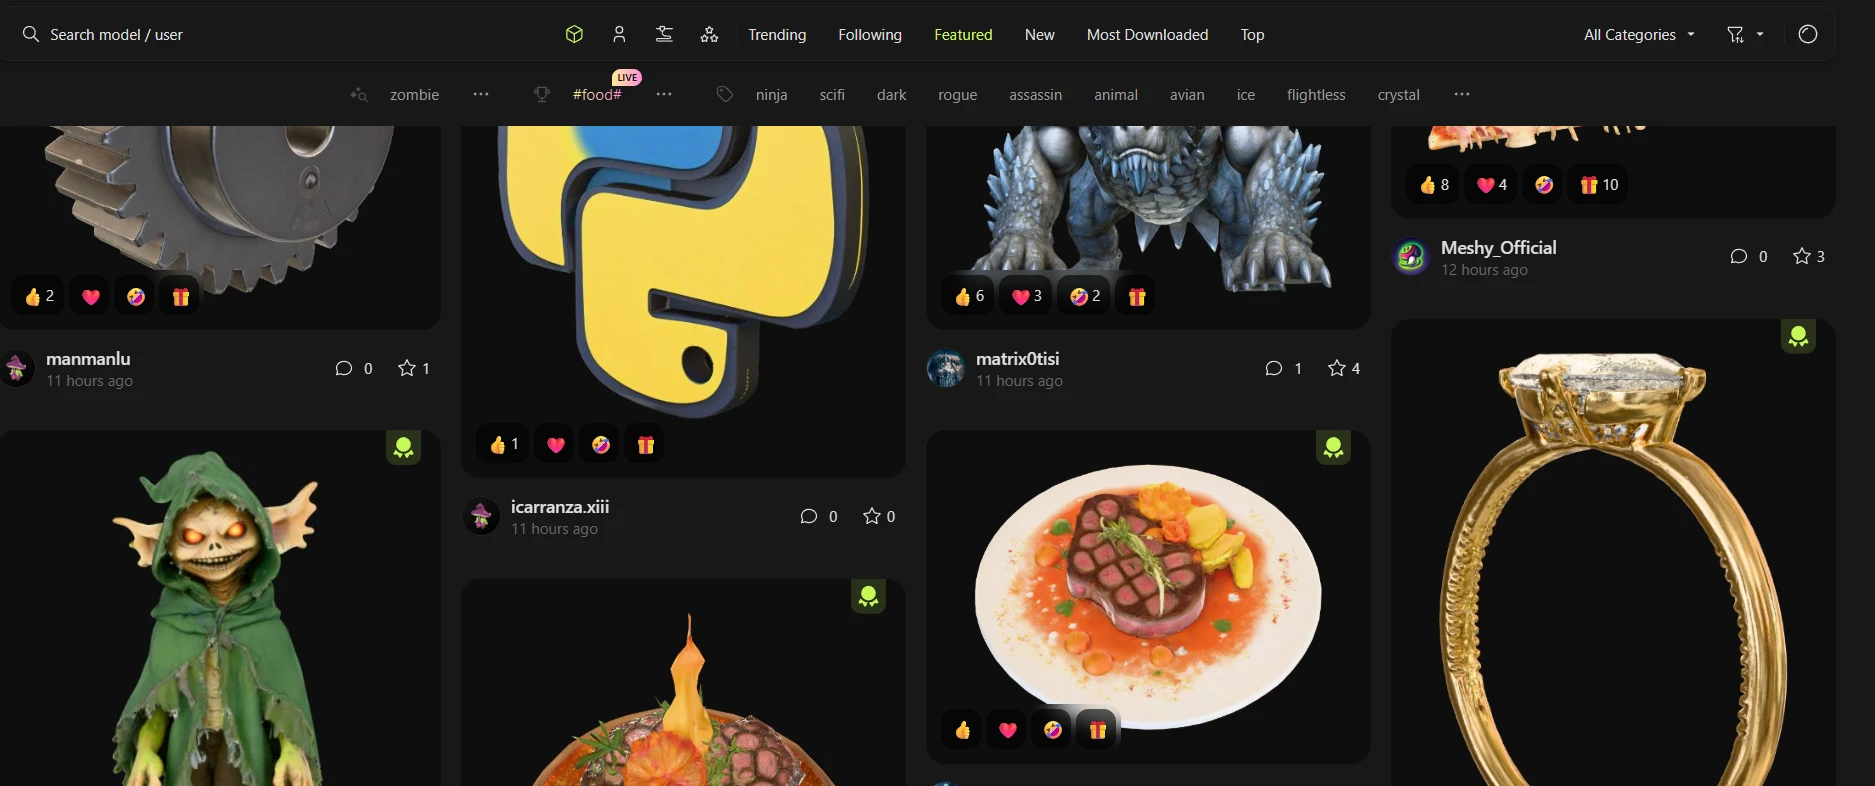 Search model / user
Trending
Following
Featured
New
Most Downloaded
Top
All Categories
zombie
...
#food#
LIVE
...
ninja
scifi
dark
rogue
assassin
animal
avian
ice
flightless
crystal
...
8
4
10
Meshy_Official
12 hours ago
0
3
2
manmanlu
11 hours ago
0
1
6
3
2
matrix0tisi
11 hours ago
1
4
1
icarranza.xiii
11 hours ago
0
0